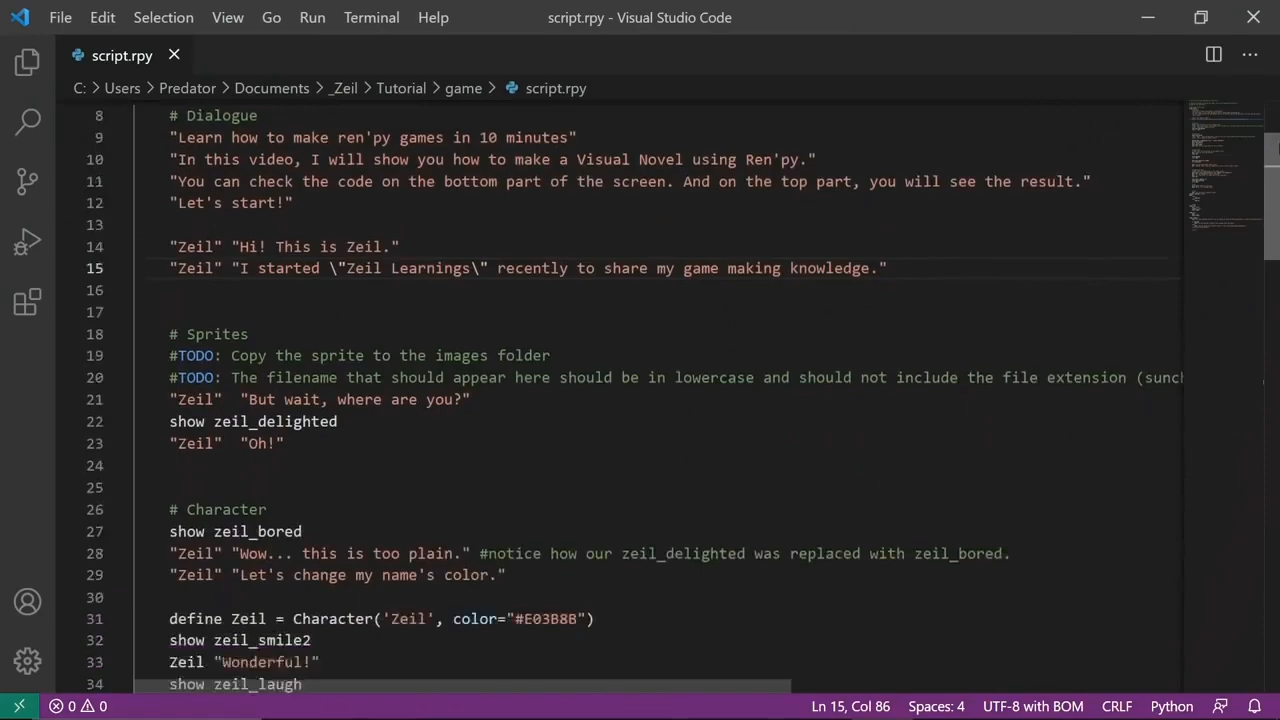 File Edit Selection View Go Run Terminal Help script.rpy - Visual Studio Code
script.rpy
C: > Users > Predator > Documents > _Zeil > Tutorial > game > script.rpy
8 # Dialogue
9 "Learn how to make ren'py games in 10 minutes"
10 "In this video, I will show you how to make a Visual Novel using Ren'py."
11 "You can check the code on the bottom part of the screen. And on the top part, you will see the result."
12 "Let's start!"
13
14 "Zeil" "Hi! This is Zeil."
15 "Zeil" "I started \"Zeil Learnings\" recently to share my game making knowledge."
16
17
18 # Sprites
19 #TODO: Copy the sprite to the images folder
20 #TODO: The filename that should appear here should be in lowercase and should not include the file extension (sunch
21 "Zeil"  "But wait, where are you?"
22 show zeil_delighted
23 "Zeil"  "Oh!"
24
25
26 # Character
27 show zeil_bored
28 "Zeil" "Wow... this is too plain." #notice how our zeil_delighted was replaced with zeil_bored.
29 "Zeil" "Let's change my name's color."
30
31 define Zeil = Character('Zeil', color="#E03B8B")
32 show zeil_smile2
33 Zeil "Wonderful!"
34 show zeil_laugh
0 0 Ln 15, Col 86 Spaces: 4 UTF-8 with BOM CRLF Python